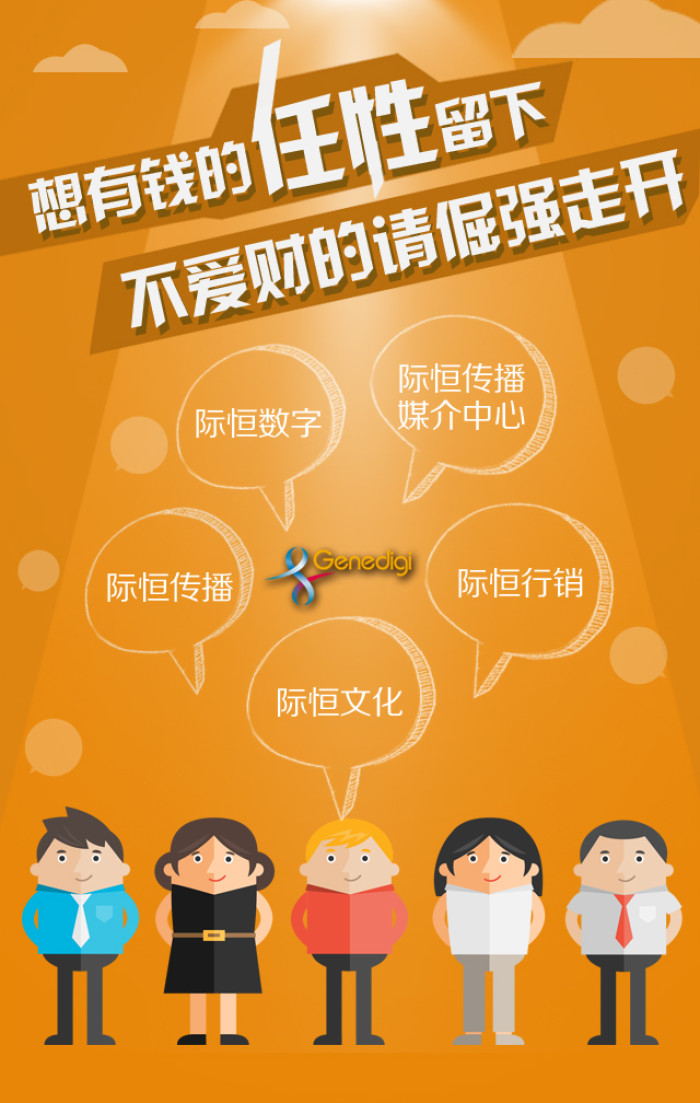 想有钱的任性留下
不爱财的请倔强走开
际恒数字
际恒传播
媒介中心
际恒传播
Genedigi
际恒行销
际恒文化